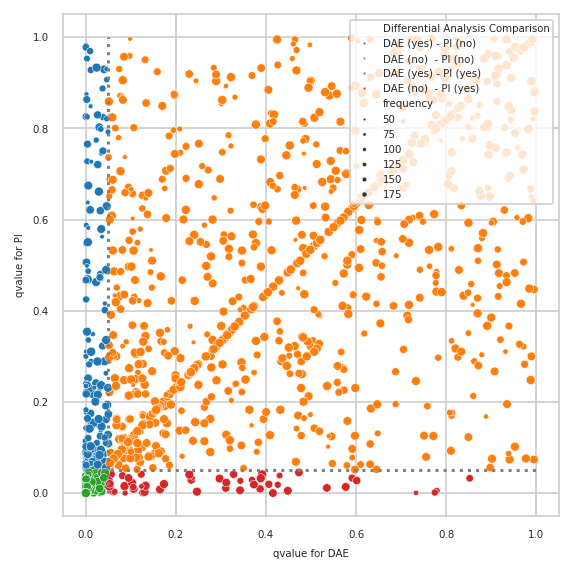 Differential Analysis Comparison
DAE (yes) - PI (no)
DAE (no)  - PI (no)
DAE (yes) - PI (yes)
DAE (no)  - PI (yes)
frequency
50
75
100
125
150
175
qvalue for PI
1.0
0.8
0.6
0.4
0.2
0.0
0.0 0.2 0.4 0.6 0.8 1.0
qvalue for DAE